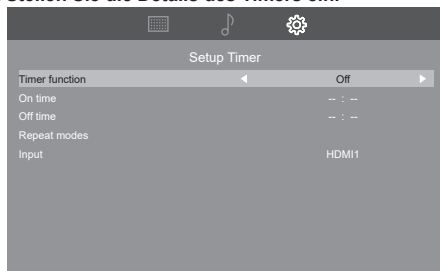 Stellen Sie die Details des Timers ein.
Setup Timer
Timer function Off
On time -- : --
Off time -- : --
Repeat modes
Input HDMI1